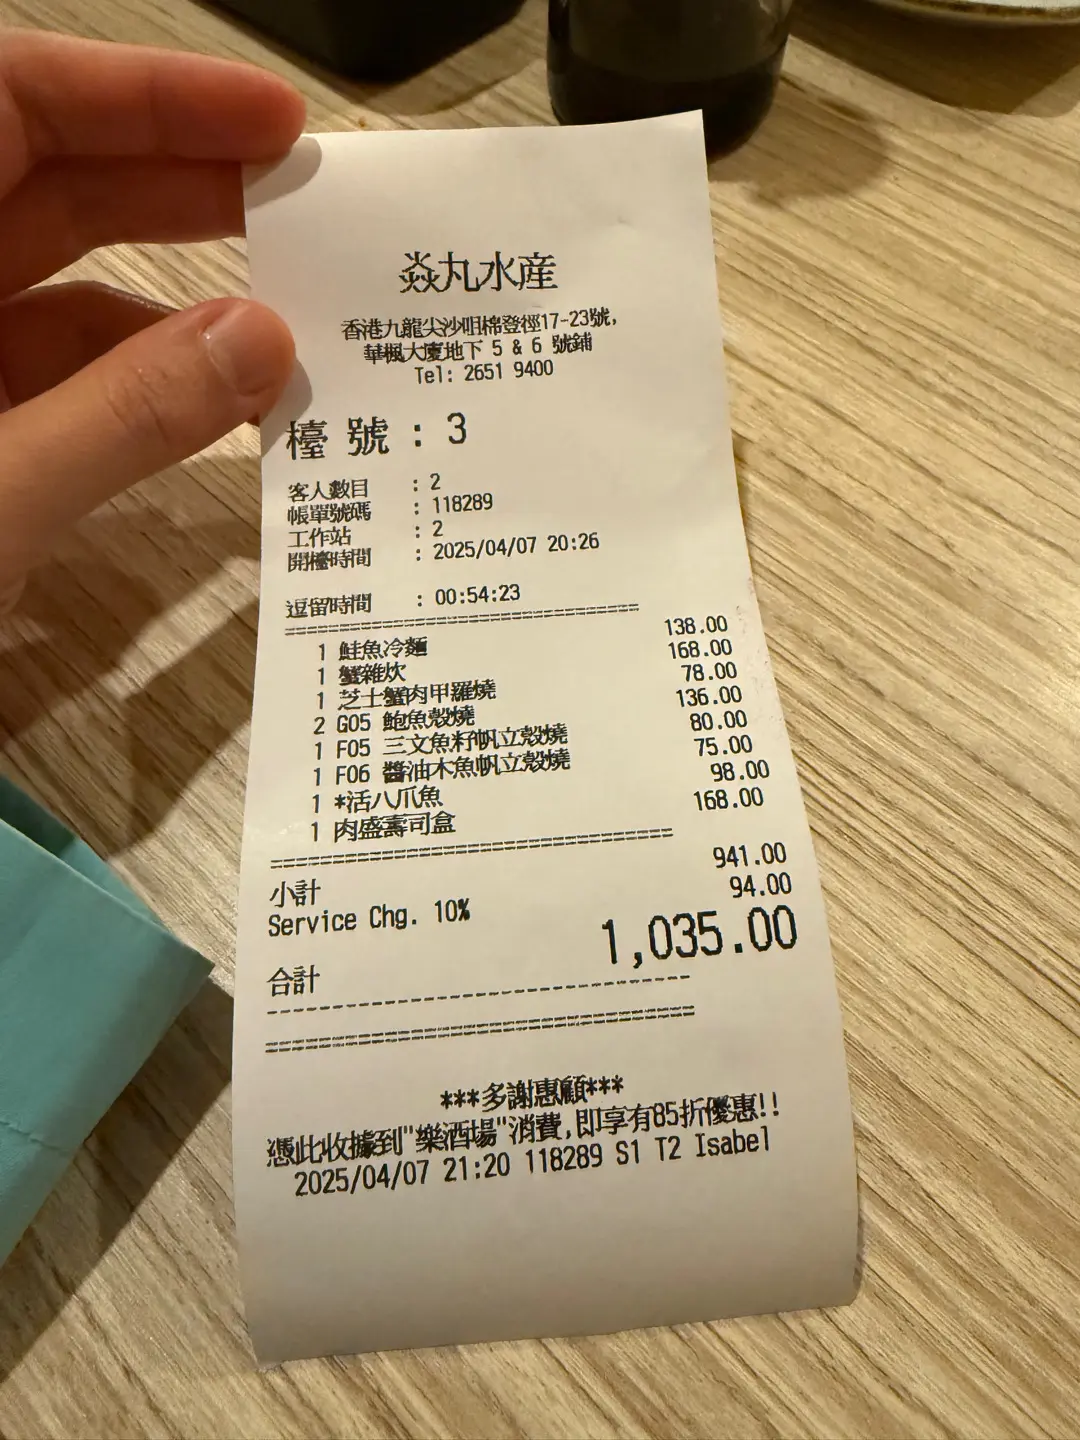 焱丸水産
香港九龍尖沙咀棉登徑17-23號,
華楓大廈地下 5 & 6 號鋪
Tel: 2651 9400
檯 號 : 3
客人數目 : 2
帳單號碼 : 118289
工作站 : 2
開檯時間 : 2025/04/07 20:26
逗留時間 : 00:54:23
1 鮭魚冷麵 138.00
1 蟹雜炊 168.00
1 芝士蟹肉甲羅燒 78.00
2 G05 鮑魚殼燒 136.00
1 F05 三文魚籽帆立殼燒 80.00
1 F06 醬油木魚帆立殼燒 75.00
1 *活八爪魚 98.00
1 肉盛壽司盒 168.00
小計 941.00
Service Chg. 10% 94.00
合計 1,035.00
***多謝惠顧***
憑此收據到"樂酒場"消費,即享有85折優惠!!
2025/04/07 21:20 118289 S1 T2 Isabel